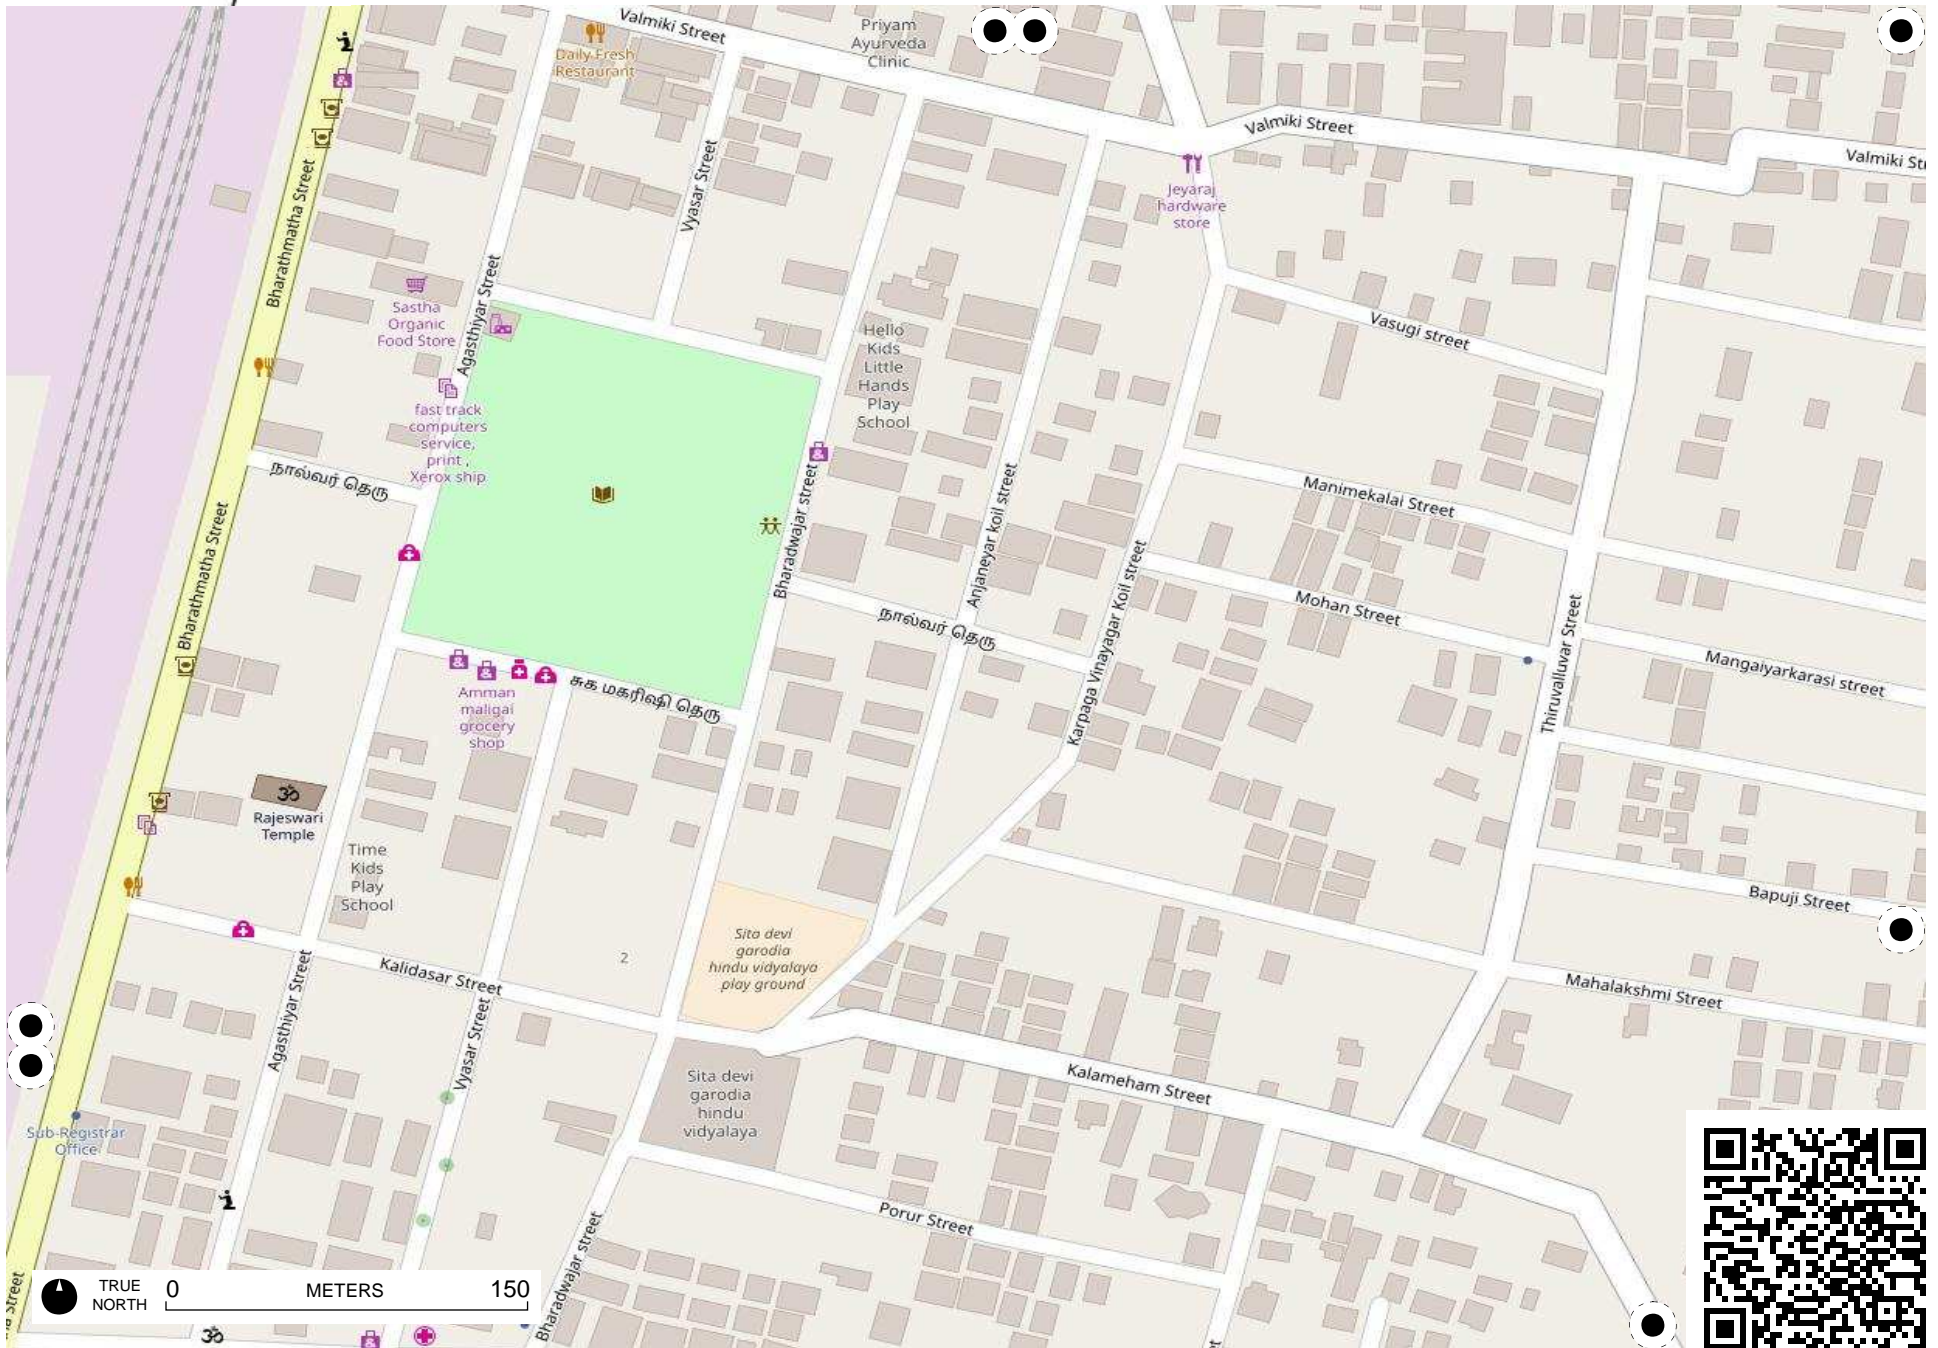 Valmiki Street
Daily Fresh
Restaurant
Priyam
Ayurveda
Clinic
Valmiki Street
Valmiki St
Bharathmatha Street
Vyasar Street
Jeyaraj
hardware
store
Agasthiyar Street
Sastha
Organic
Food Store
Hello
Kids
Little
Hands
Play
School
Vasugi street
fast track
computers
service,
print ,
Xerox ship
நால்வர் தெரு
Bharadwajar street
Anjaneyar koil street
Manimekalai Street
Bharathmatha Street
Karpaga Vinayagar Koil street
Mohan Street
நால்வர் தெரு
Thiruvalluvar Street
Mangaiyarkarasi street
சுக மகரிஷி தெரு
Amman
maligai
grocery
shop
Rajeswari
Temple
Time
Kids
Play
School
Bapuji Street
Sita devi
garodia
hindu vidyalaya
play ground
2
Kalidasar Street
Mahalakshmi Street
Agasthiyar Street
Vyasar Street
Sita devi
garodia
hindu
vidyalaya
Kalameham Street
Sub-Registrar
Office
Porur Street
Bharadwajar street
a Street
TRUE
NORTH
0 METERS 150